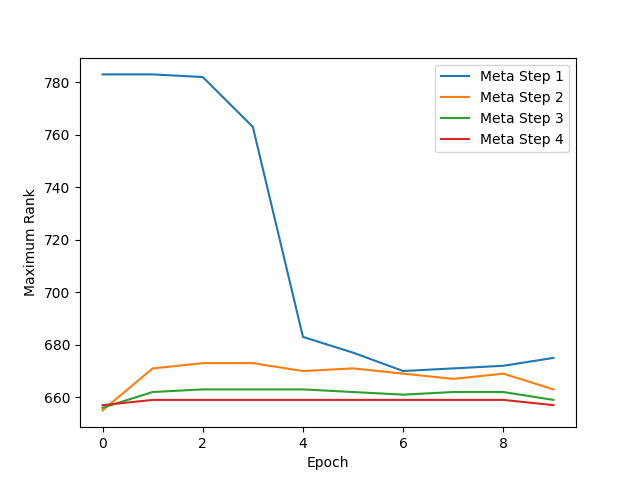 Meta Step 1
Meta Step 2
Meta Step 3
Meta Step 4
780
760
740
720
700
680
660
Maximum Rank
0 2 4 6 8
Epoch